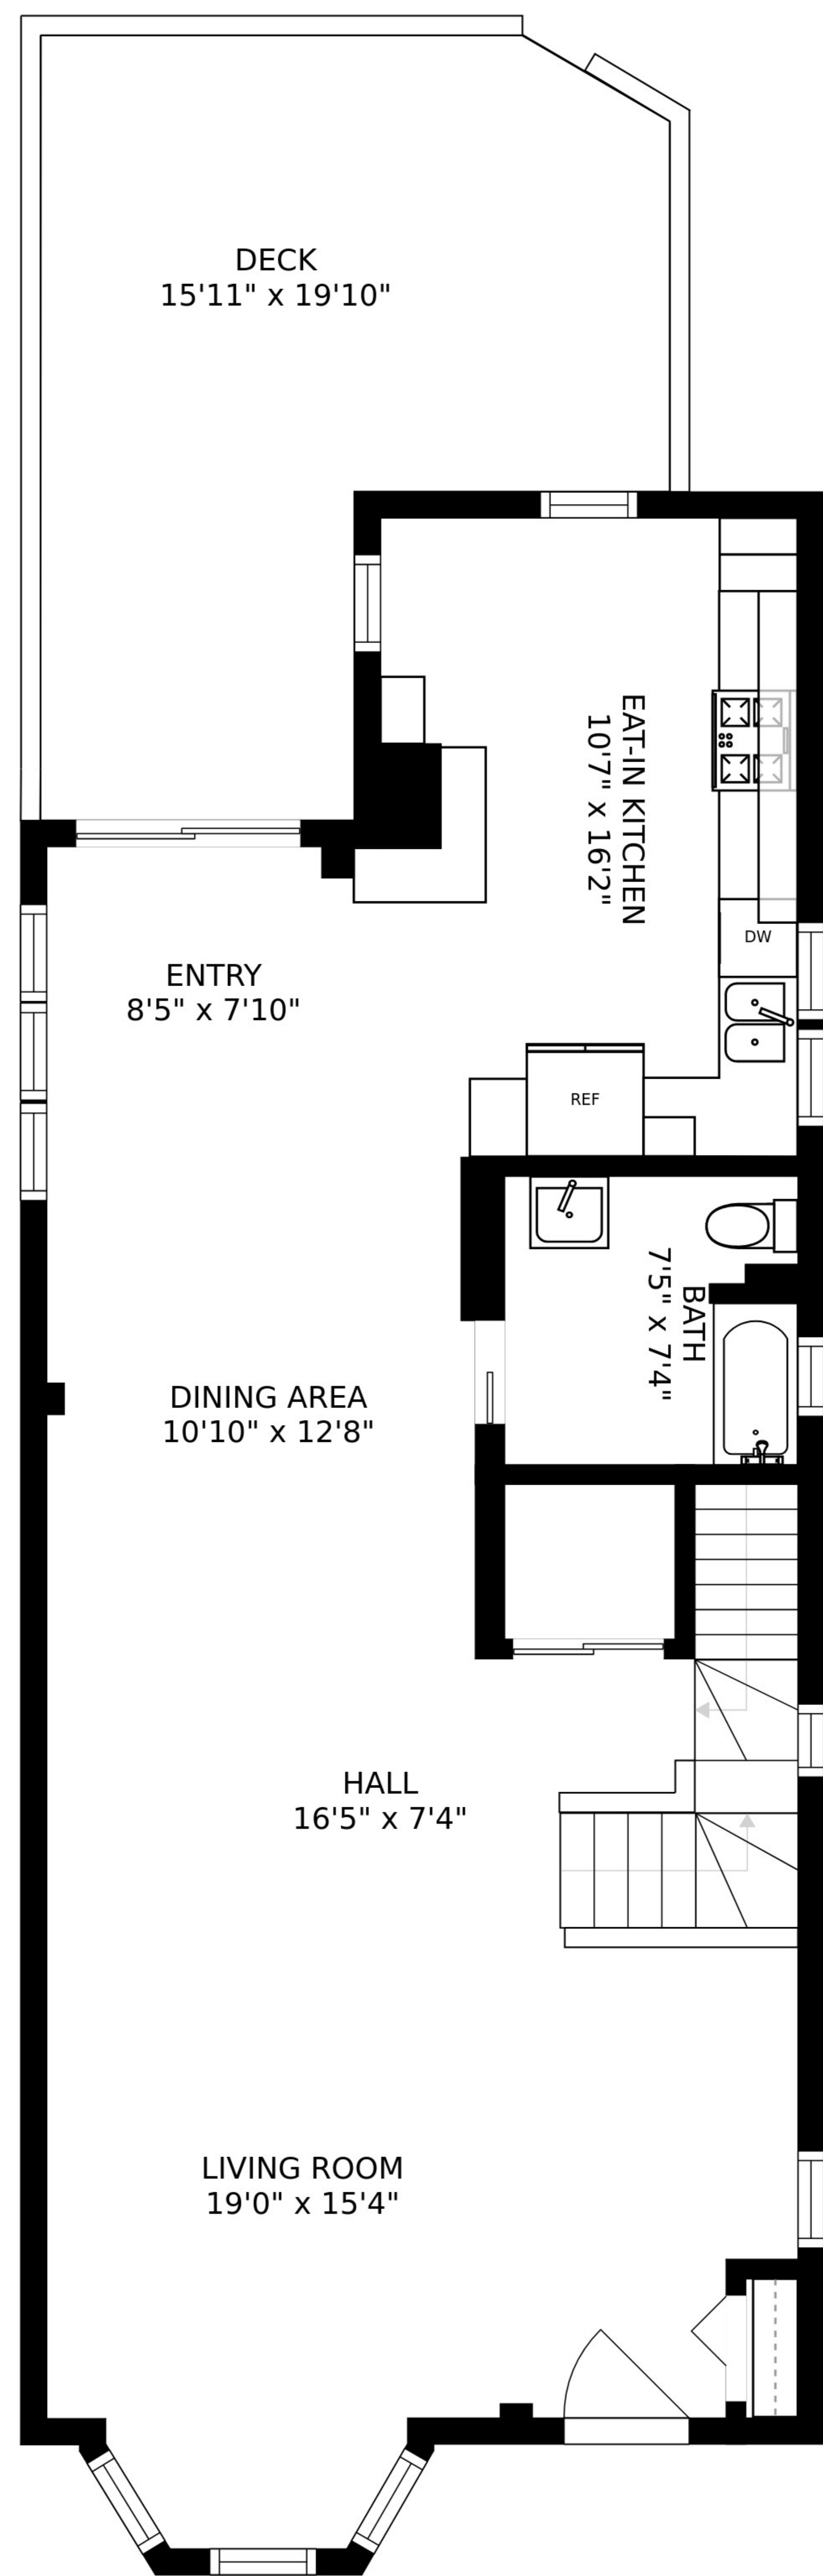 DECK
15'11" x 19'10"
EAT-IN KITCHEN
10'7" x 16'2"
DW
ENTRY
8'5" x 7'10"
REF
BATH
7'5" x 7'4"
DINING AREA
10'10" x 12'8"
HALL
16'5" x 7'4"
LIVING ROOM
19'0" x 15'4"